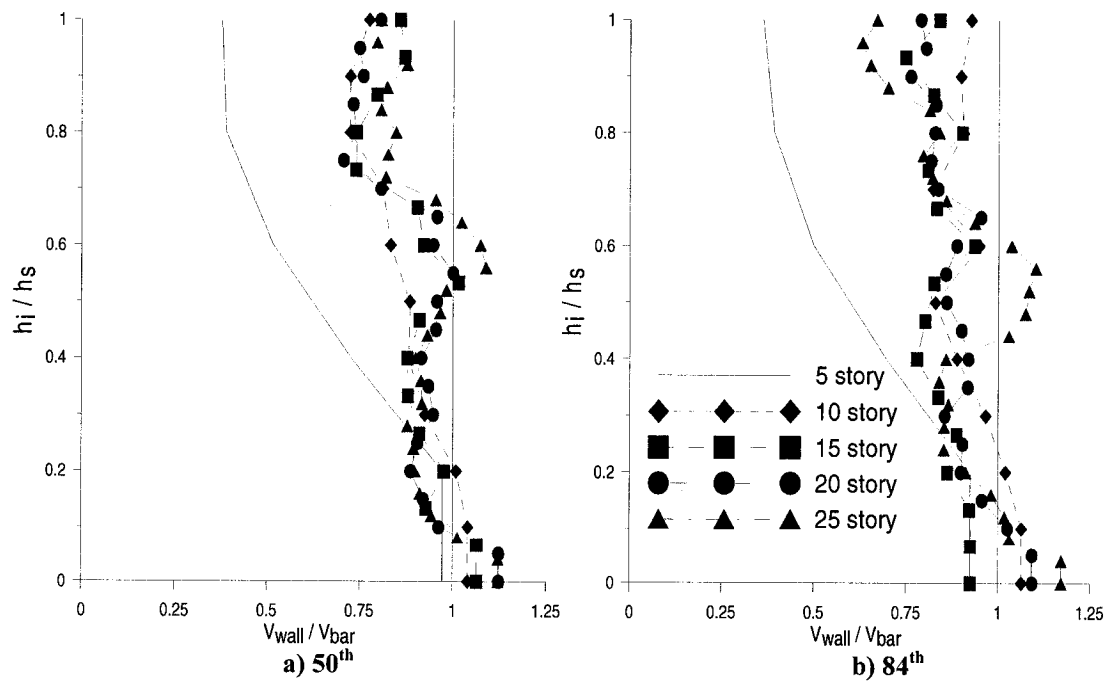 1
0.8
0.6
0.4
0.2
0
hi / hs
0 0.25 0.5 0.75 1 1.25
Vwall / Vbar
a) 50th
1
0.8
0.6
0.4
0.2
0
hi / hs
5 story
10 story
15 story
20 story
25 story
0 0.25 0.5 0.75 1 1.25
Vwall / Vbar
b) 84th